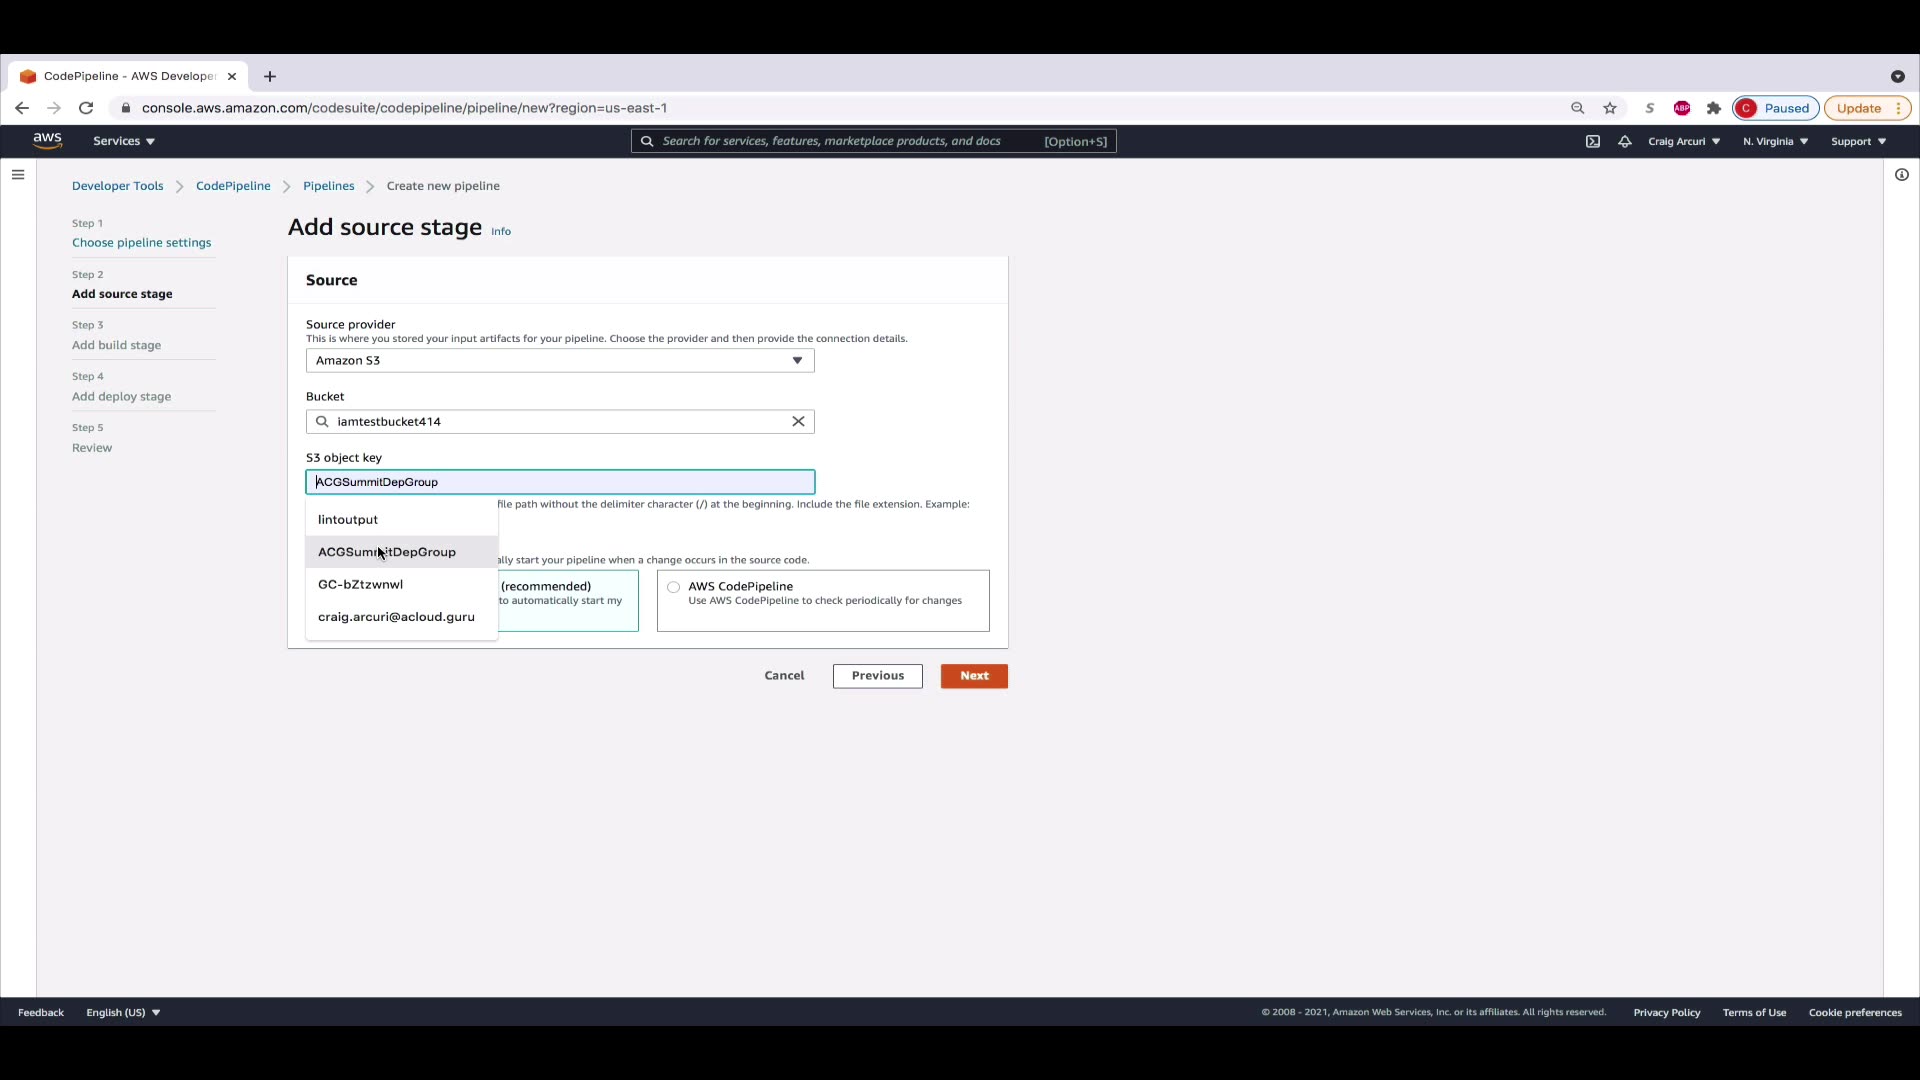 CodePipeline - AWS Develope
console.aws.amazon.com/codesuite/codepipeline/pipeline/new?region=us-east-1
S
ABP
C
Paused
Update
aws
Services
Search for services, features, marketplace products, and docs
[Option+S]
Craig Arcuri
N. Virginia
Support
Developer Tools
CodePipeline
Pipelines
Create new pipeline
Step 1
Choose pipeline settings
Step 2
Add source stage
Step 3
Add build stage
Step 4
Add deploy stage
Step 5
Review
Add source stage Info
Source
Source provider
This is where you stored your input artifacts for your pipeline. Choose the provider and then provide the connection details.
Amazon S3
Bucket
iamtestbucket414
S3 object key
ACGSummitDepGroup
file path without the delimiter character (/) at the beginning. Include the file extension. Example:
lintoutput
ACGSummitDepGroup
GC-bZtzwnwl
craig.arcuri@acloud.guru
ally start your pipeline when a change occurs in the source code.
(recommended)
to automatically start my
AWS CodePipeline
Use AWS CodePipeline to check periodically for changes
Cancel
Previous
Next
Feedback
English (US)
© 2008 - 2021, Amazon Web Services, Inc. or its affiliates. All rights reserved.
Privacy Policy
Terms of Use
Cookie preferences